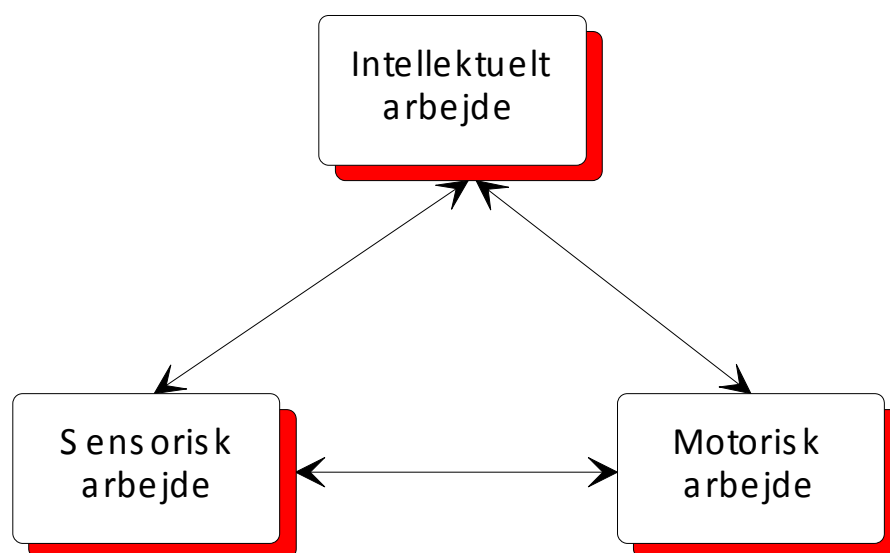 Intellektuelt
arbejde
Sensorisk
arbejde
Motorisk
arbejde